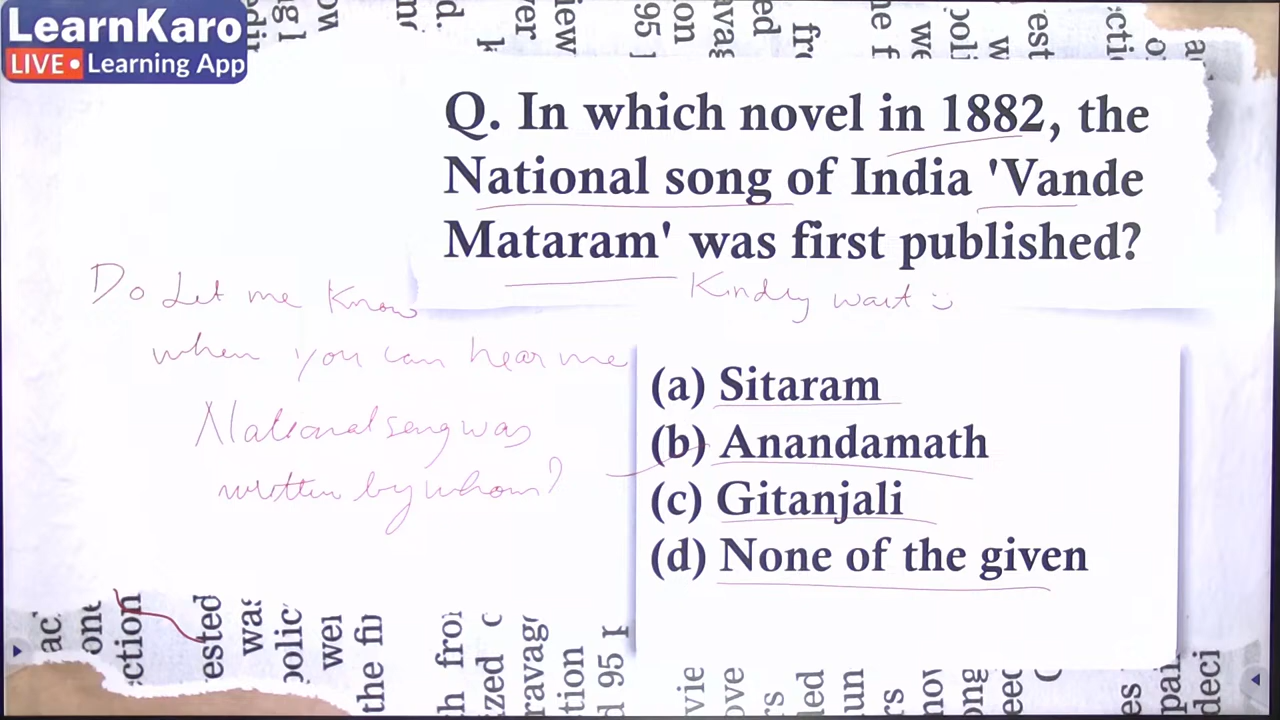 LearnKaro
LIVE • Learning App
Q. In which novel in 1882, the
National song of India 'Vande
Mataram' was first published?
Kindly wait
Do let me know
when you can hear me
National song was
written by whom?
(a) Sitaram
(b) Anandamath
(c) Gitanjali
(d) None of the given